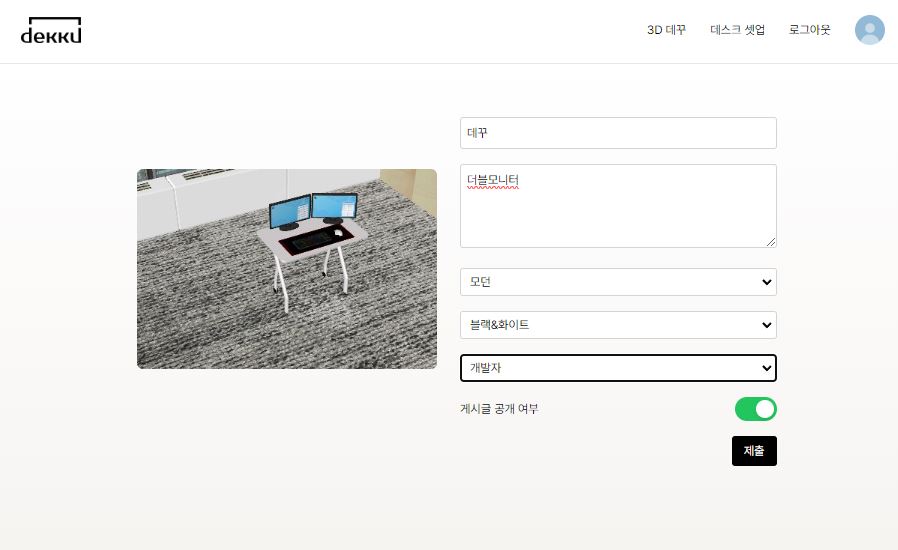 dekku
3D 데꾸
데스크 셋업
로그아웃
데꾸
더블모니터
모던
블랙&화이트
개발자
게시글 공개 여부
제출